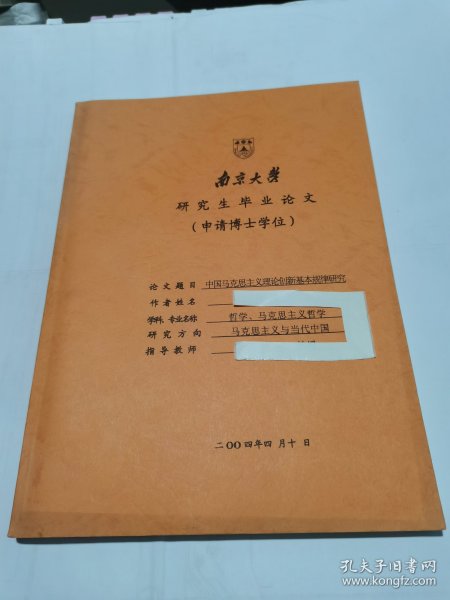 南京大学
研究生毕业论文
(申请博士学位)
论文题目 中国马克思主义理论创新基本规律研究
作者姓名
学科、专业名称 哲学、马克思主义哲学
研究方向 马克思主义与当代中国
指导教师
二〇〇四年四月十日
孔夫子旧书网
www.kongfz.com